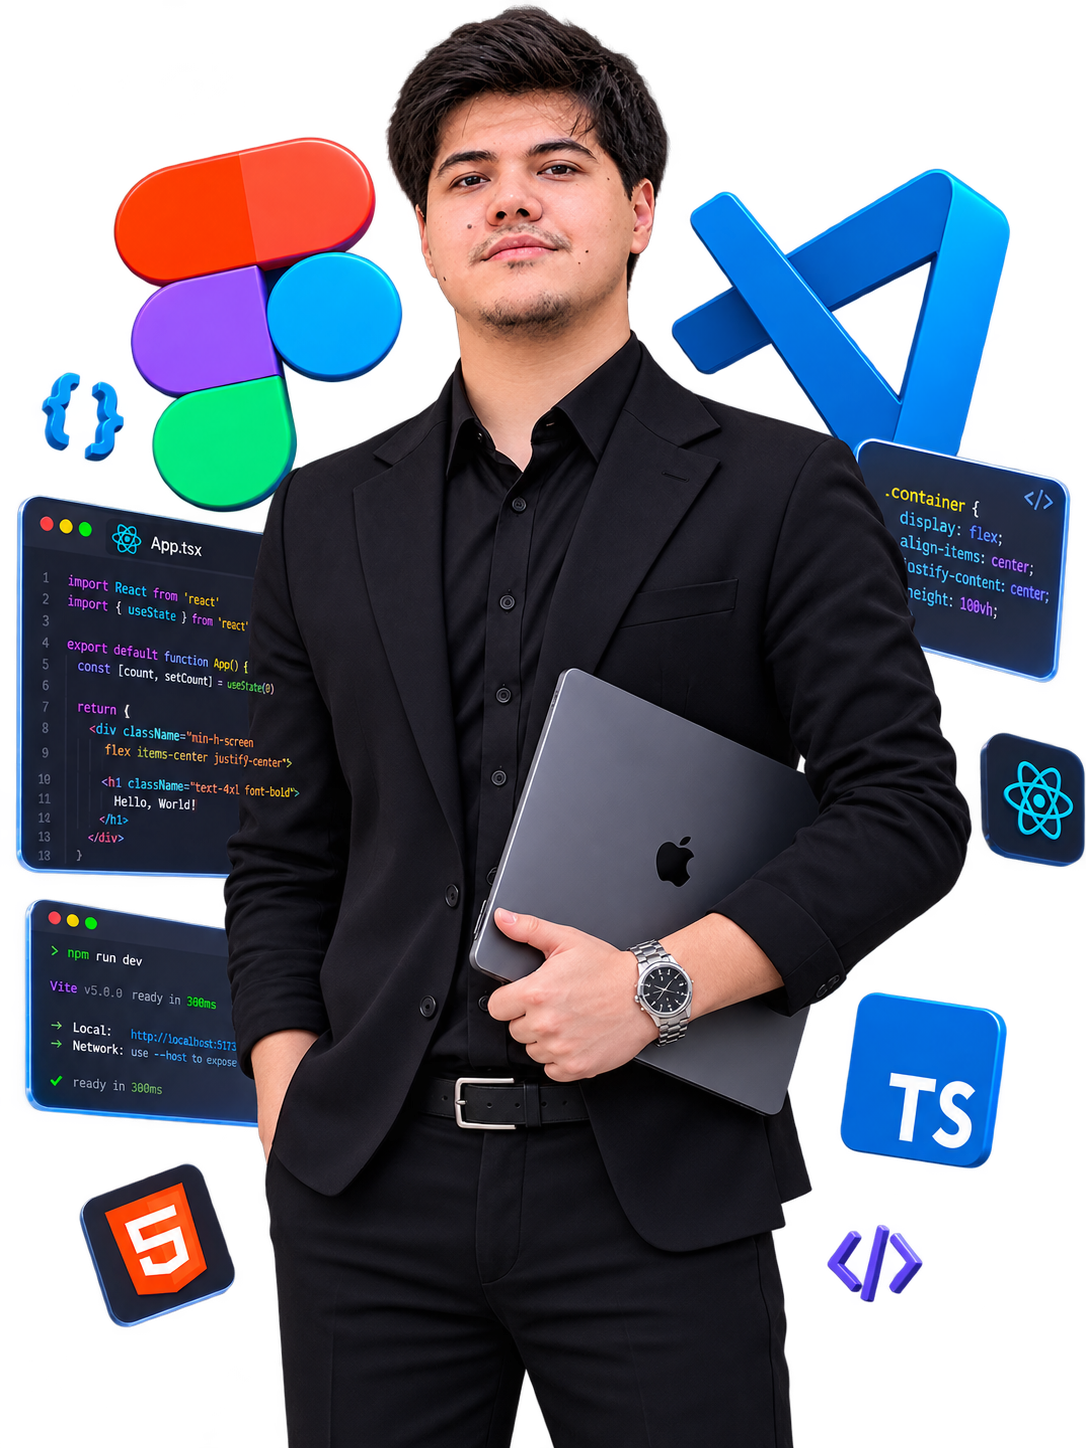 App.tsx
1 import React from 'react'
2 import { useState } from 'react'
3
4 export default function App() {
5 const [count, setCount] = useState(0)
6
7 return {
8 <div className="min-h-screen
9 flex items-center justify-center">
10 <h1 className="text-4xl font-bold">
11 Hello, World!
12 </h1>
13 </div>
13 }
> npm run dev
Vite v5.0.0 ready in 300ms
→ Local: http://localhost:5173
→ Network: use --host to expose
✓ ready in 300ms
{ }
5
.container {
</>
display: flex;
align-items: center;
justify-content: center;
height: 100vh;
TS
</>